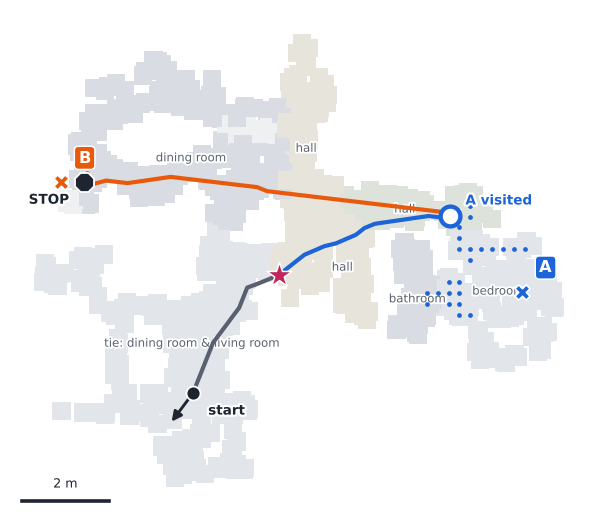 hall
B
dining room
STOP
A visited
hall
hall
A
bedroom
bathroom
tie: dining room & living room
start
2 m